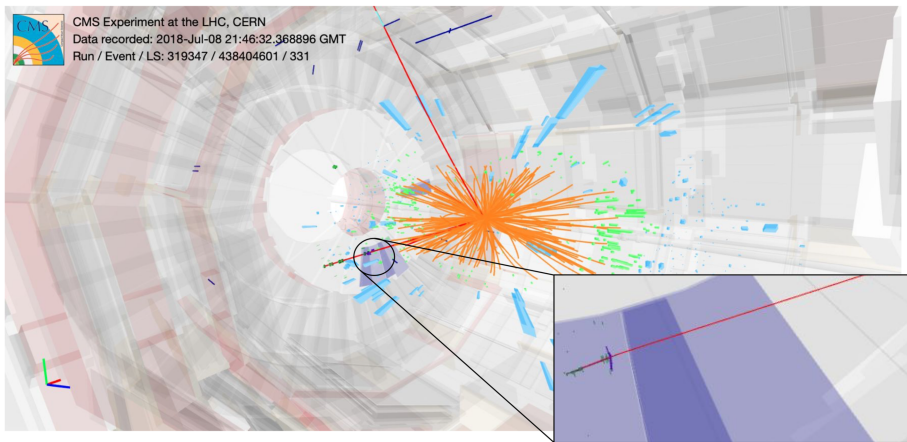 CMS
CMS Experiment at the LHC, CERN
Data recorded: 2018-Jul-08 21:46:32.368896 GMT
Run / Event / LS: 319347 / 438404601 / 331